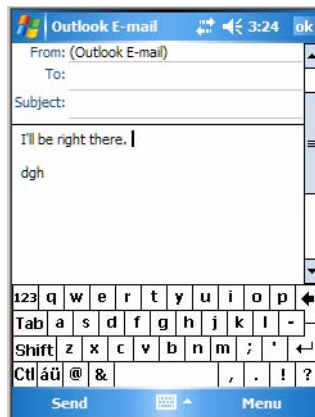 Outlook E-mail 3:24 ok
From: (Outlook E-mail)
To:
Subject:
I'll be right there.
dgh
123 q w e r t y u i o p
Tab a s d f g h j k l -
Shift z x c v b n m ; '
Ctl áü @ & , . ! ?
Send Menu